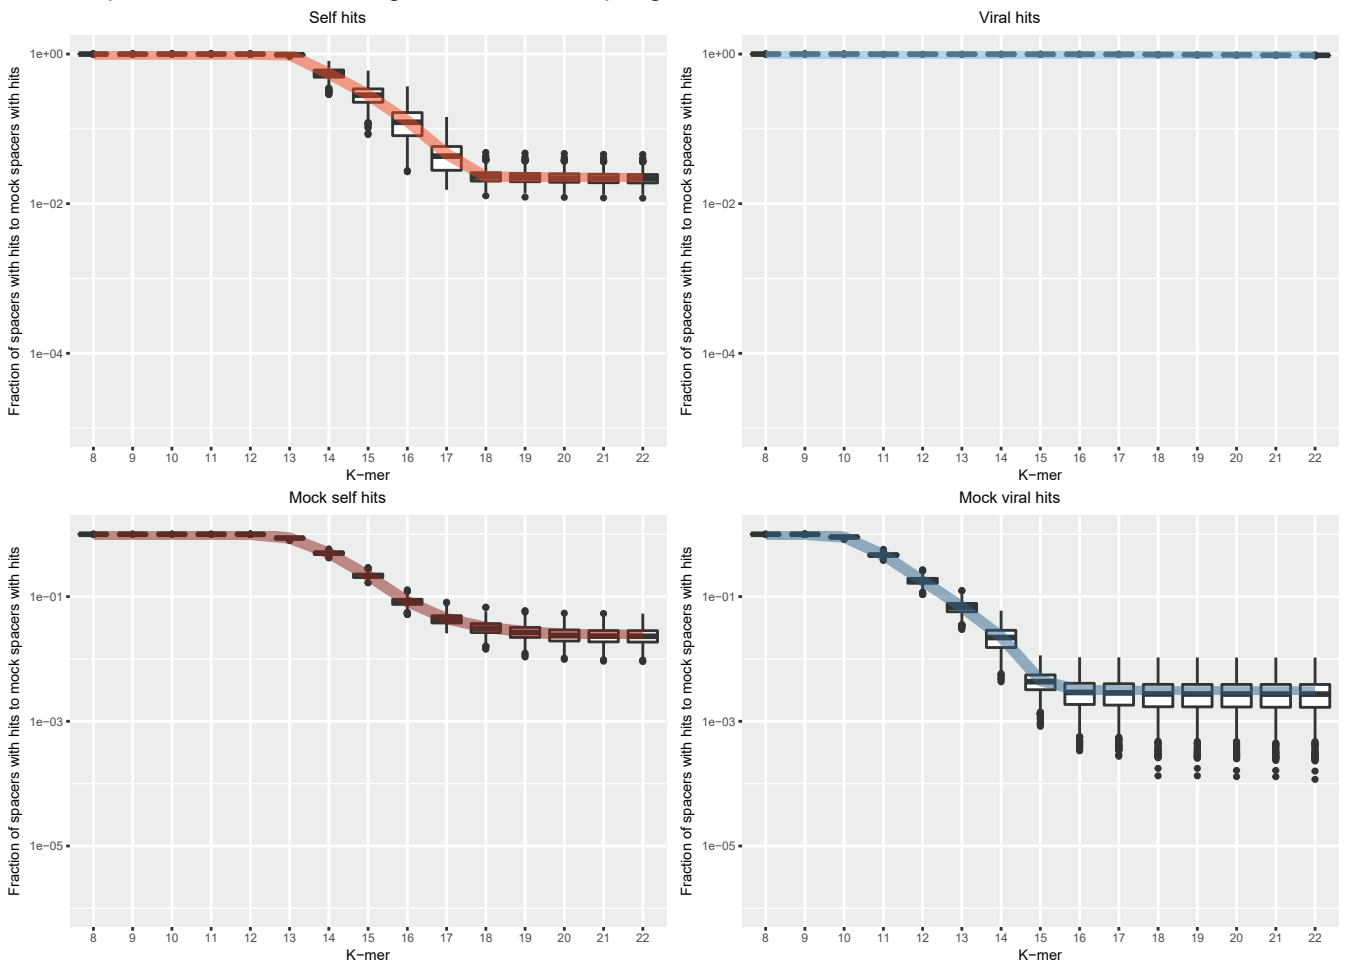 Self hits
Fraction of spacers with hits to mock spacers with hits
1e+00
1e−02
1e−04
8 9 10 11 12 13 14 15 16 17 18 19 20 21 22
K−mer
Viral hits
Fraction of spacers with hits to mock spacers with hits
1e+00
1e−02
1e−04
8 9 10 11 12 13 14 15 16 17 18 19 20 21 22
K−mer
Mock self hits
Fraction of spacers with hits to mock spacers with hits
1e−01
1e−03
1e−05
8 9 10 11 12 13 14 15 16 17 18 19 20 21 22
K−mer
Mock viral hits
Fraction of spacers with hits to mock spacers with hits
1e−01
1e−03
1e−05
8 9 10 11 12 13 14 15 16 17 18 19 20 21 22
K−mer